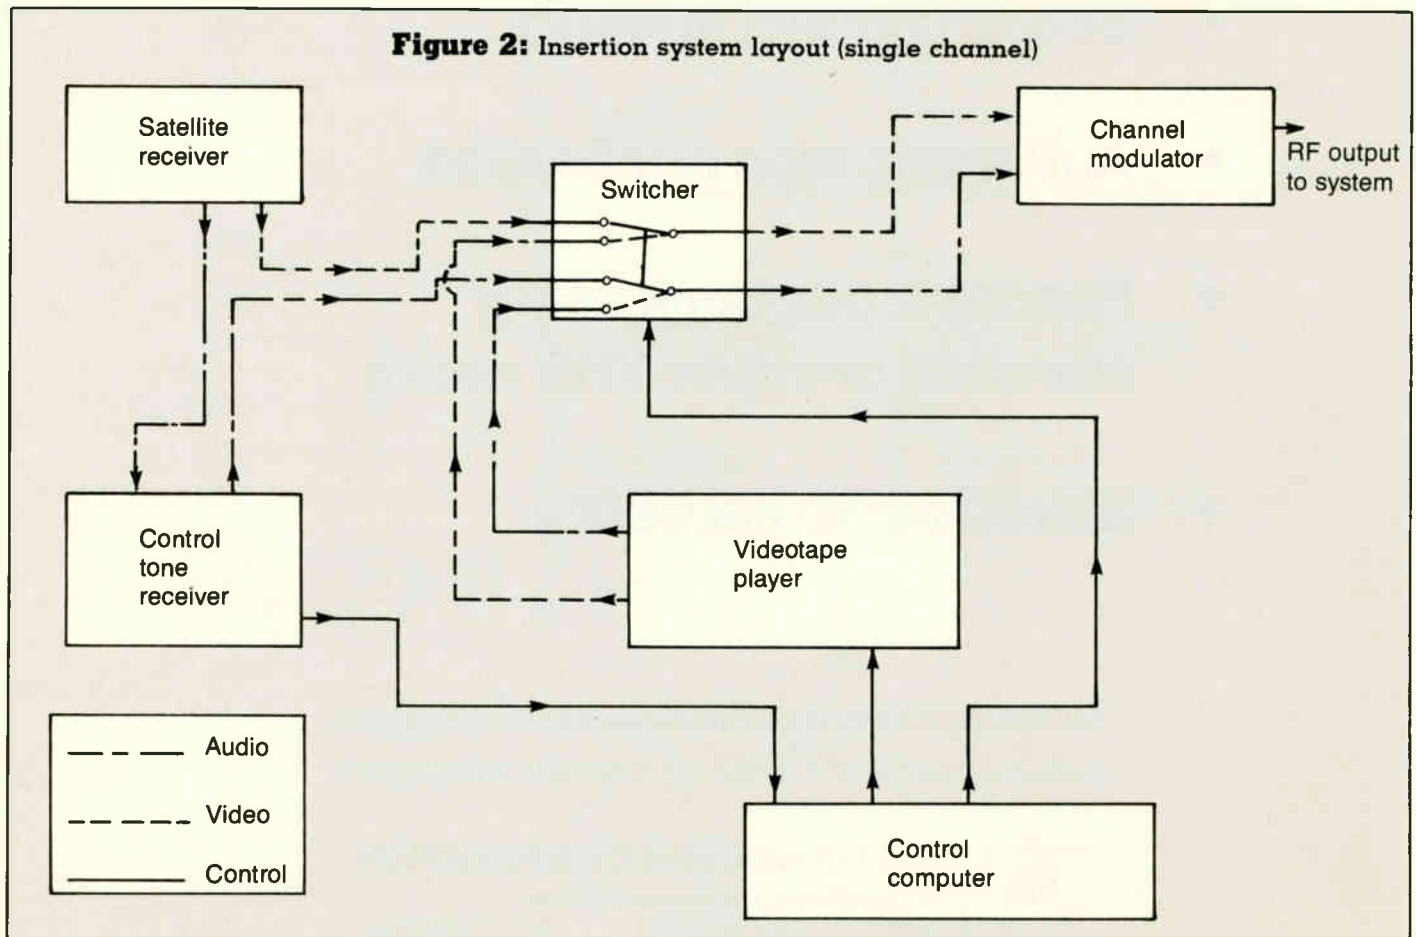 Figure 2: Insertion system layout (single channel)
Satellite
receiver
Switcher
Channel
modulator
RF output
to system
Control
tone
receiver
Videotape
player
Audio
Video
Control
Control
computer